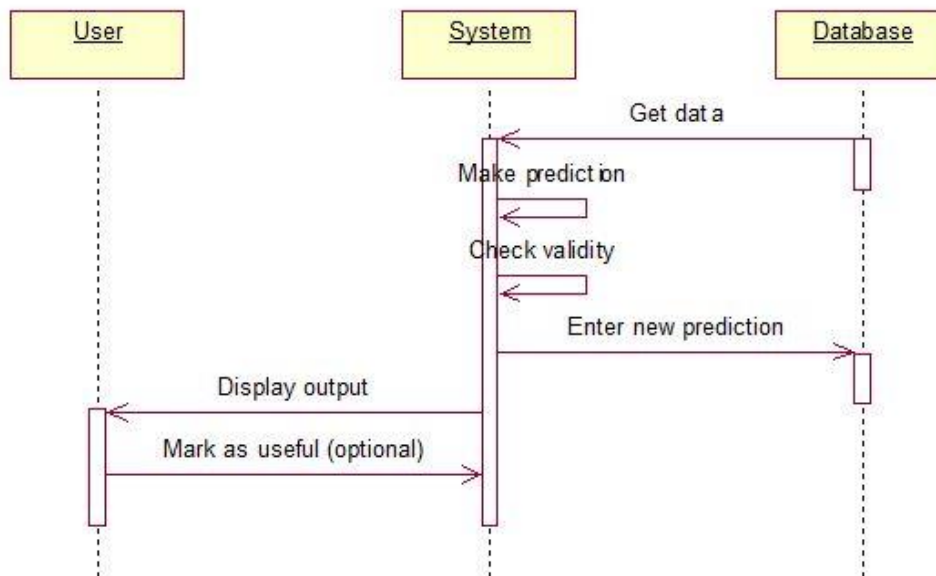 User
System
Database
Get data
Make prediction
Check validity
Enter new prediction
Display output
Mark as useful (optional)